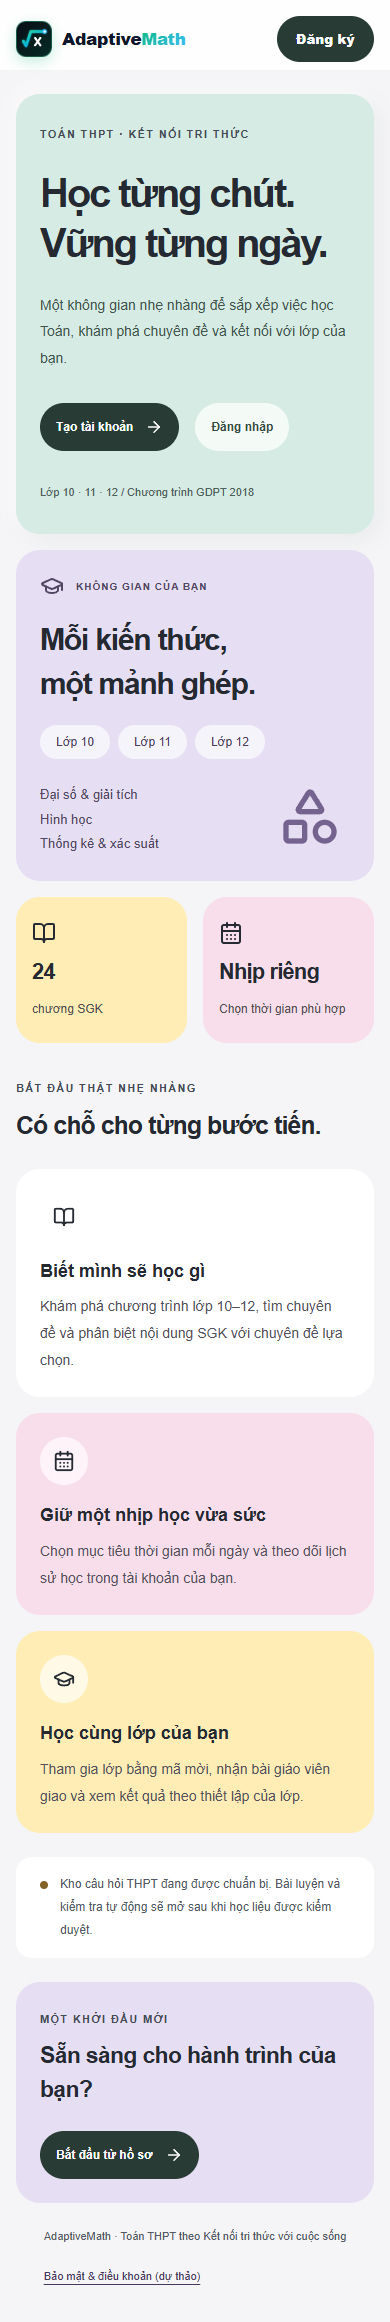 AdaptiveMath
Đăng ký
TOÁN THPT · KẾT NỐI TRI THỨC
Học từng chút.
Vững từng ngày.
Một không gian nhẹ nhàng để sắp xếp việc học
Toán, khám phá chuyên đề và kết nối với lớp của
bạn.
Tạo tài khoản →
Đăng nhập
Lớp 10 · 11 · 12 / Chương trình GDPT 2018
KHÔNG GIAN CỦA BẠN
Mỗi kiến thức,
một mảnh ghép.
Lớp 10
Lớp 11
Lớp 12
Đại số & giải tích
Hình học
Thống kê & xác suất
24
chương SGK
Nhịp riêng
Chọn thời gian phù hợp
BẮT ĐẦU THẬT NHẸ NHÀNG
Có chỗ cho từng bước tiến.
Biết mình sẽ học gì
Khám phá chương trình lớp 10–12, tìm chuyên
đề và phân biệt nội dung SGK với chuyên đề lựa
chọn.
Giữ một nhịp học vừa sức
Chọn mục tiêu thời gian mỗi ngày và theo dõi lịch
sử học trong tài khoản của bạn.
Học cùng lớp của bạn
Tham gia lớp bằng mã mời, nhận bài giáo viên
giao và xem kết quả theo thiết lập của lớp.
Kho câu hỏi THPT đang được chuẩn bị. Bài luyện và
kiểm tra tự động sẽ mở sau khi học liệu được kiểm
duyệt.
MỘT KHỞI ĐẦU MỚI
Sẵn sàng cho hành trình của
bạn?
Bắt đầu từ hồ sơ →
AdaptiveMath · Toán THPT theo Kết nối tri thức với cuộc sống
Bảo mật & điều khoản (dự thảo)